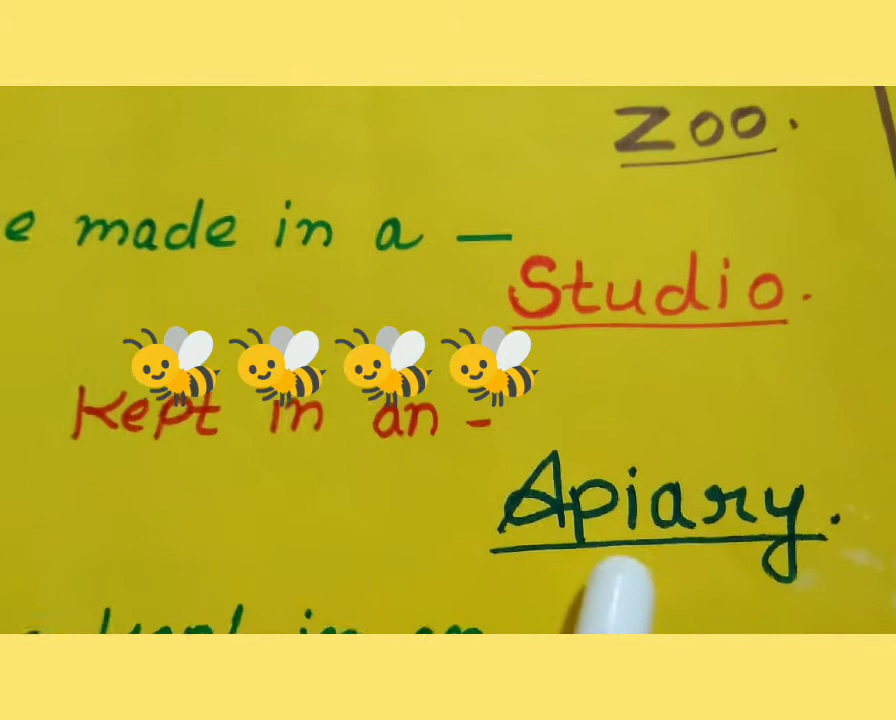 Zoo.
e made in a —
Studio.
Kept in an -
Apiary.